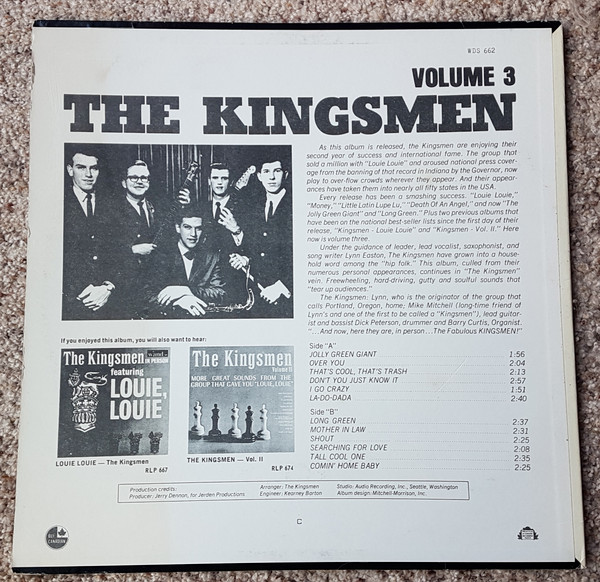 WDS 662
VOLUME 3
THE KINGSMEN
As this album is released, the Kingsmen are enjoying their
second year of success and international fame. The group that
sold a million with "Louie Louie" and aroused national press cover-
age from the banning of that record in Indiana by the Governor, now
play to over-flow crowds wherever they appear. And their appear-
ances have taken them into nearly all fifty states in the USA.
Every release has been a smashing success. "Louie Louie,"
"Money," "Little Latin Lupe Lu," "Death Of An Angel," and now "The
Jolly Green Giant" and "Long Green." Plus two previous albums that
have been on the national best-seller lists since the first day of their
release, "Kingsmen - Louie Louie" and "Kingsmen - Vol. II." Here
now is volume three.
Under the guidance of leader, lead vocalist, saxophonist, and
song writer Lynn Easton, The Kingsmen have grown into a house-
hold word among the "hip folk." This album, culled from their
numerous personal appearances, continues in "The Kingsmen"
vein. Freewheeling, hard-driving, gutty and soulful sounds that
"tear up audiences."
The Kingsmen: Lynn, who is the originator of the group that
calls Portland, Oregon, home; Mike Mitchell (long-time friend of
Lynn's and one of the first to be called a "Kingsmen"), lead guitar-
ist and bassist Dick Peterson, drummer and Barry Curtis, Organist.
"...And now, here they are, in person...The Fabulous KINGSMEN!"
If you enjoyed this album, you will also want to hear:
The Kingsmen
IN PERSON
featuring
LOUIE,
LOUIE
LOUIE LOUIE — The Kingsmen
RLP 667
The Kingsmen
Volume II
MORE GREAT SOUNDS FROM THE
GROUP THAT GAVE YOU "LOUIE, LOUIE"
THE KINGSMEN — Vol. II
RLP 674
Side "A"
JOLLY GREEN GIANT 1:56
OVER YOU 2:04
THAT'S COOL, THAT'S TRASH 2:13
DON'T YOU JUST KNOW IT 2:57
I GO CRAZY 1:51
LA-DO-DADA 2:40
Side "B"
LONG GREEN 2:37
MOTHER IN LAW 2:31
SHOUT 2:25
SEARCHING FOR LOVE 2:08
TALL COOL ONE 2:35
COMIN' HOME BABY 2:25
Production credits:
Producer: Jerry Dennon, for Jerden Productions
Arranger: The Kingsmen
Engineer: Kearney Barton
Studio: Audio Recording, Inc., Seattle, Washington
Album design: Mitchell-Morrison, Inc.
C